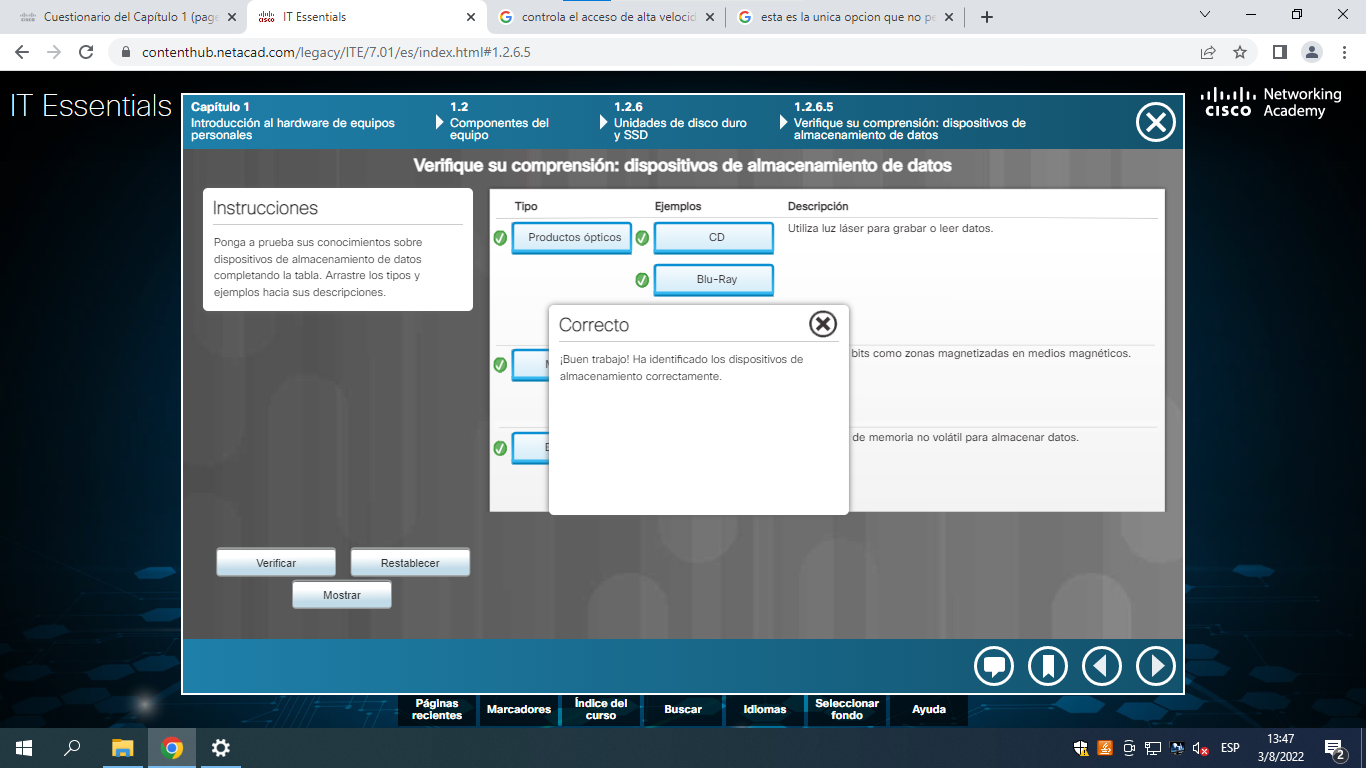 Cuestionario del Capítulo 1 (page
IT Essentials
controla el acceso de alta velocid
esta es la unica opcion que no pe
contenthub.netacad.com/legacy/ITE/7.01/es/index.html#1.2.6.5
IT Essentials
Capítulo 1
Introducción al hardware de equipos
personales
1.2
Componentes del
equipo
1.2.6
Unidades de disco duro
y SSD
1.2.6.5
Verifique su comprensión: dispositivos de
almacenamiento de datos
CISCO
Networking
Academy
Verifique su comprensión: dispositivos de almacenamiento de datos
Instrucciones
Ponga a prueba sus conocimientos sobre
dispositivos de almacenamiento de datos
completando la tabla. Arrastre los tipos y
ejemplos hacia sus descripciones.
Tipo Ejemplos Descripción
Productos ópticos CD Utiliza luz láser para grabar o leer datos.
Blu-Ray
Correcto
¡Buen trabajo! Ha identificado los dispositivos de
almacenamiento correctamente.
bits como zonas magnetizadas en medios magnéticos.
de memoria no volátil para almacenar datos.
Verificar
Restablecer
Mostrar
Páginas
recientes
Marcadores
Índice del
curso
Buscar
Idiomas
Seleccionar
fondo
Ayuda
ESP
13:47
3/8/2022
2